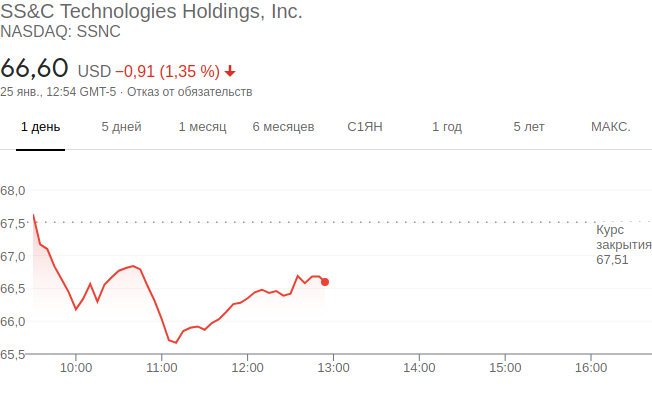 SS&C Technologies Holdings, Inc.
NASDAQ: SSNC
66,60 USD −0,91 (1,35 %)
25 янв., 12:54 GMT-5 · Отказ от обязательств
1 день 5 дней 1 месяц 6 месяцев С1ЯН 1 год 5 лет МАКС.
68,0
67,5
Курс
закрытия
67,51
67,0
66,5
66,0
65,5
10:00 11:00 12:00 13:00 14:00 15:00 16:00